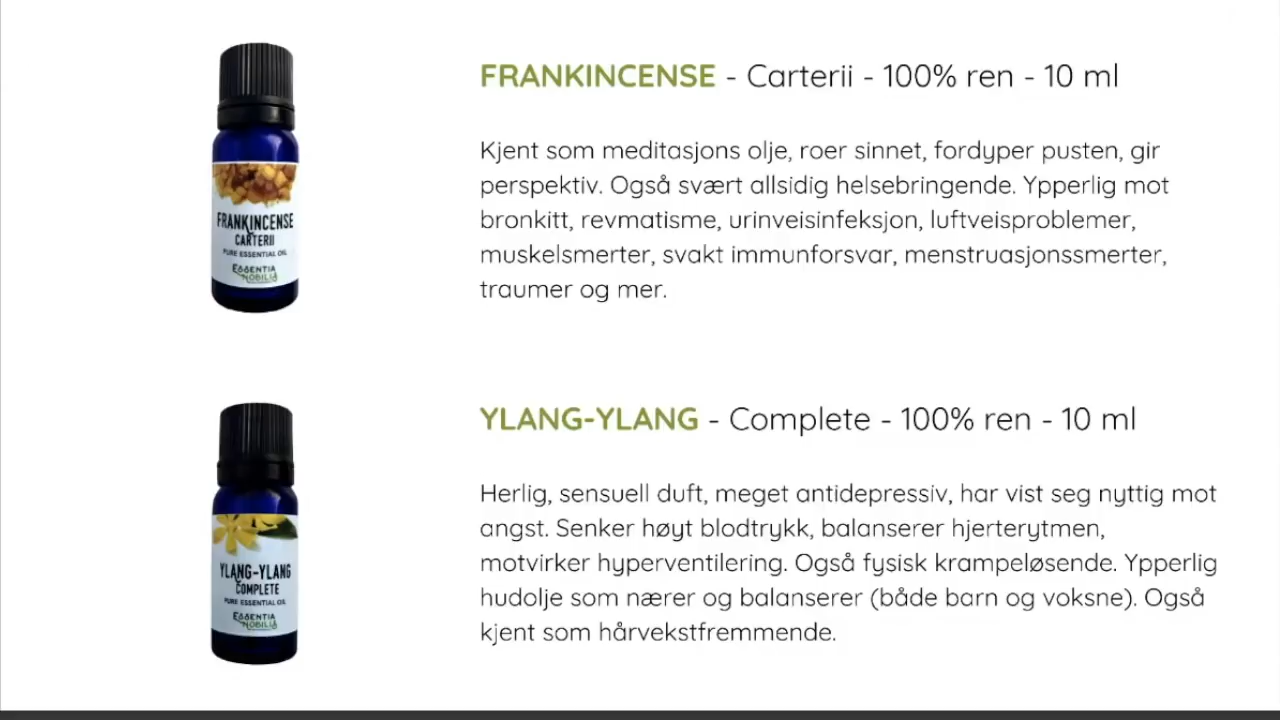 FRANKINCENSE - Carterii - 100% ren - 10 ml
Kjent som meditasjons olje, roer sinnet, fordyper pusten, gir
perspektiv. Også svært allsidig helsebringende. Ypperlig mot
bronkitt, revmatisme, urinveisinfeksjon, luftveisproblemer,
muskelsmerter, svakt immunforsvar, menstruasjonssmerter,
traumer og mer.
FRANKINCENSE
CARTERII
PURE ESSENTIAL OIL
ESSENTIA
NOBILIA
YLANG-YLANG - Complete - 100% ren - 10 ml
Herlig, sensuell duft, meget antidepressiv, har vist seg nyttig mot
angst. Senker høyt blodtrykk, balanserer hjerterytmen,
motvirker hyperventilering. Også fysisk krampeløsende. Ypperlig
hudolje som nærer og balanserer (både barn og voksne). Også
kjent som hårvekstfremmende.
YLANG-YLANG
COMPLETE
PURE ESSENTIAL OIL
ESSENTIA
NOBILIA